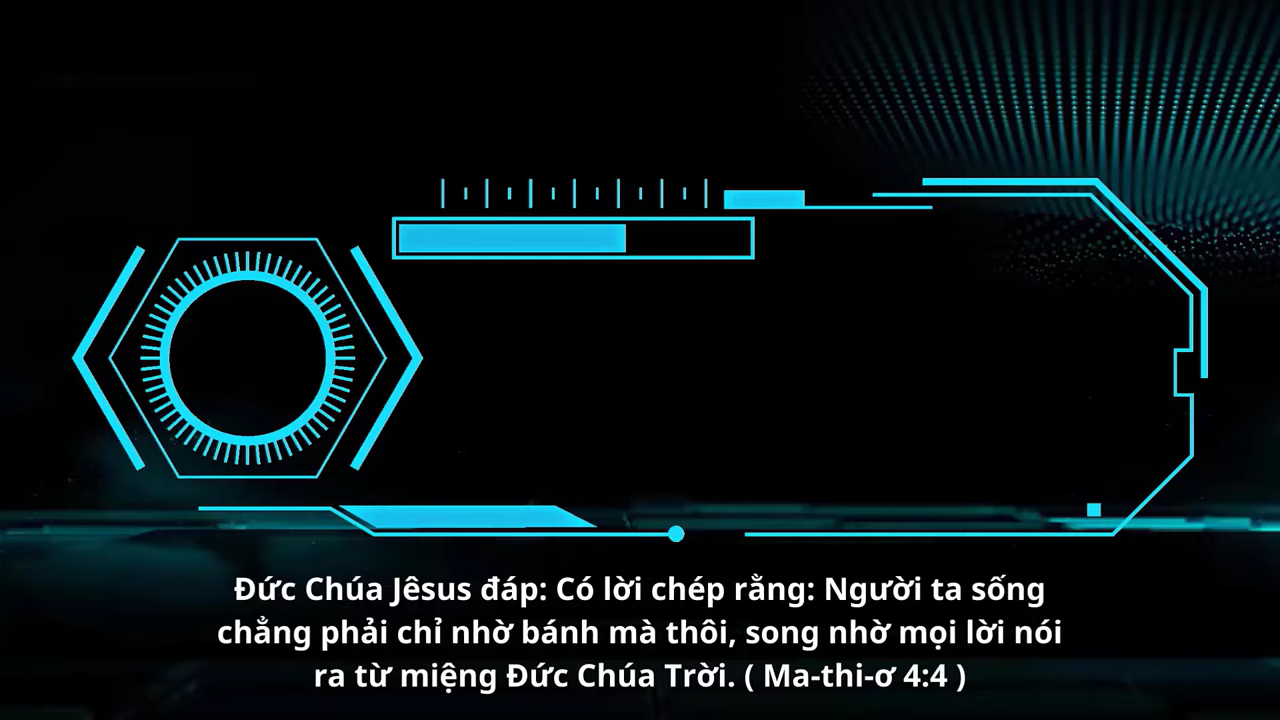 Đức Chúa Jêsus đáp: Có lời chép rằng: Người ta sống
chẳng phải chỉ nhờ bánh mà thôi, song nhờ mọi lời nói
ra từ miệng Đức Chúa Trời. ( Ma-thi-ơ 4:4 )